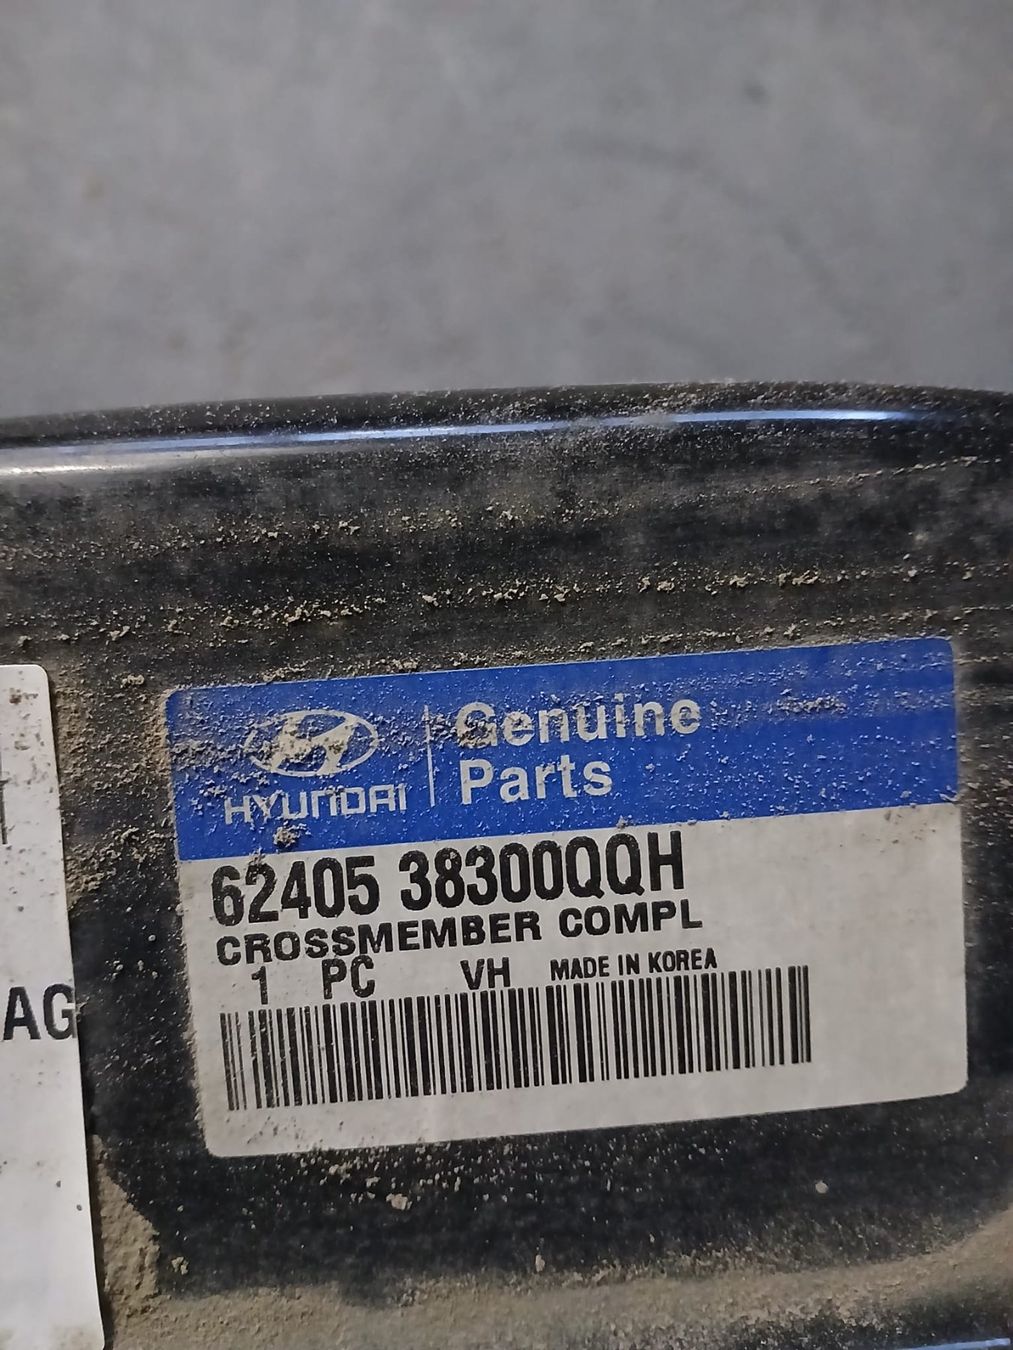 HYUNDAI
Genuine
Parts
62405 38300QQH
CROSSMEMBER COMPL
1 PC VH MADE IN KOREA
AG